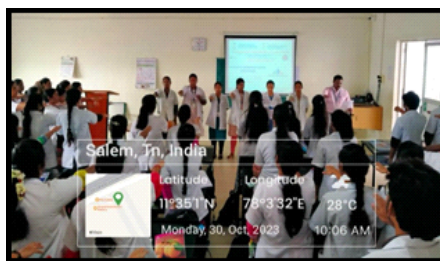 Salem, Tn, India
Latitude
Longitude
11°35'1"N
78°3'32"E
28°C
Monday, 30, Oct, 2023
10:06 AM